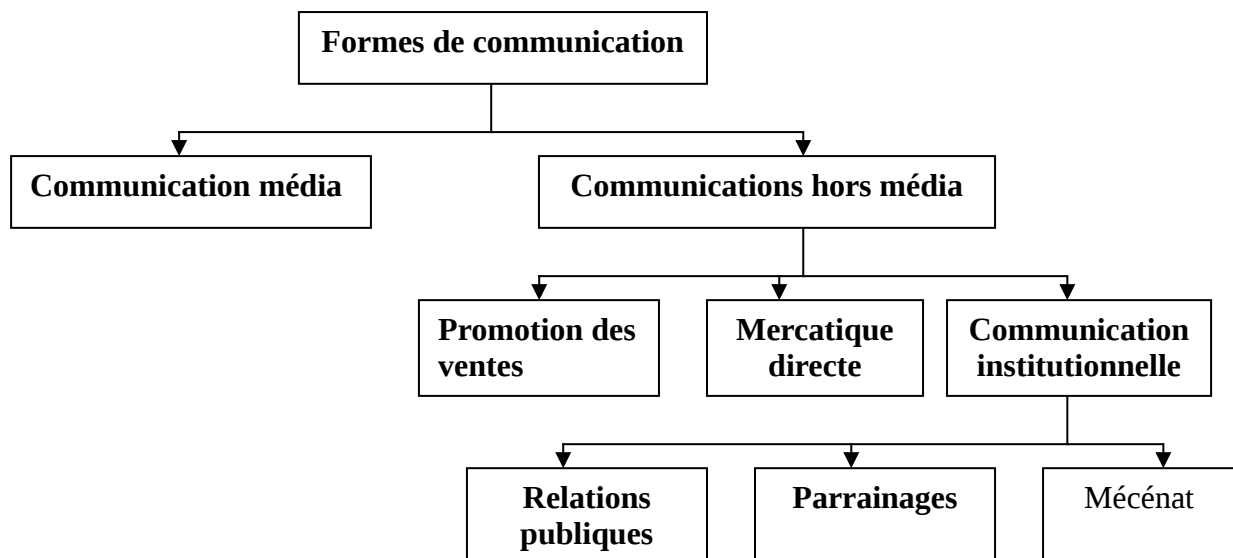 Formes de communication
Communication média
Communications hors média
Promotion des
ventes
Mercatique
directe
Communication
institutionnelle
Relations
publiques
Parrainages
Mécénat